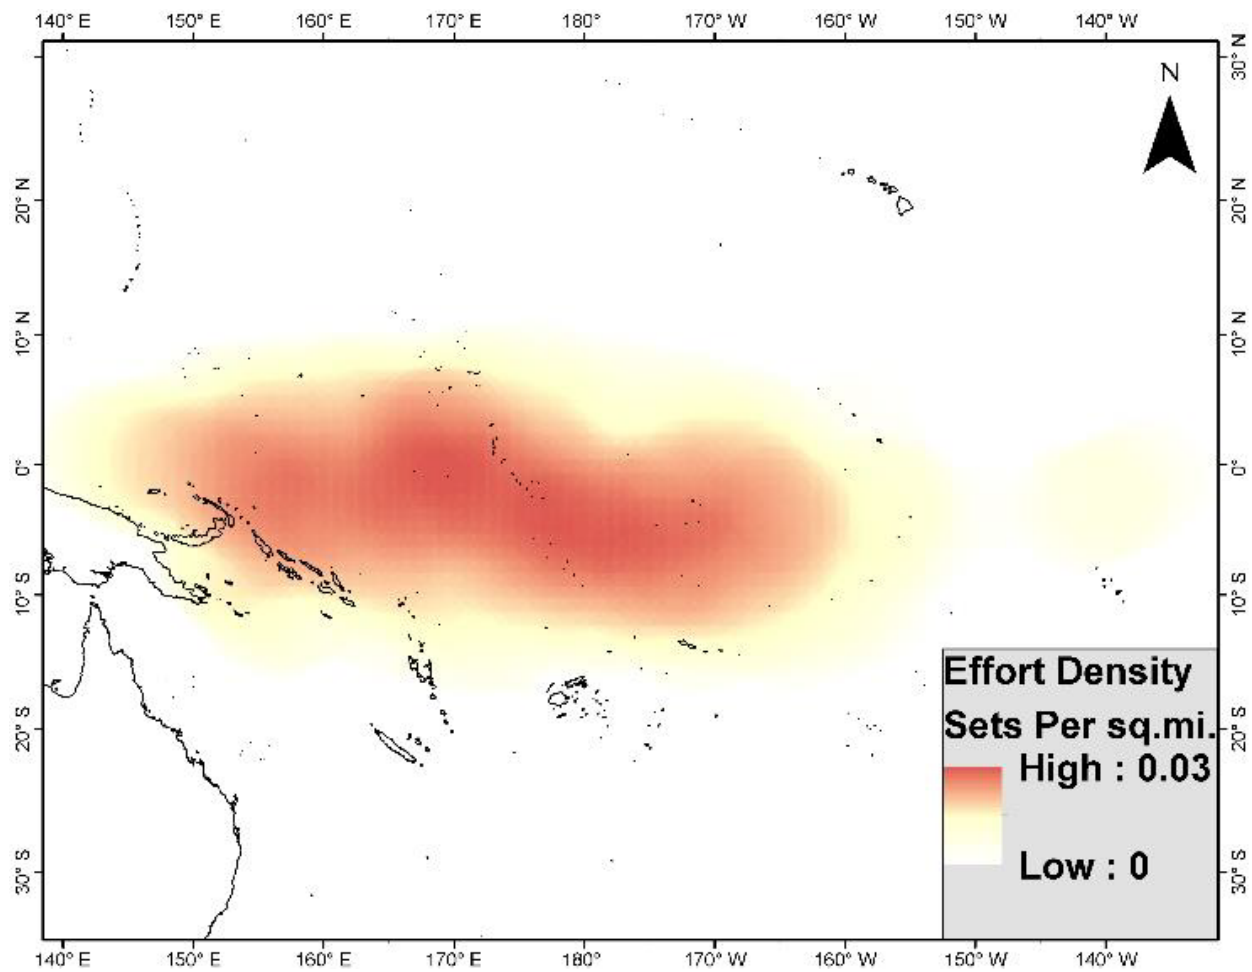 140° E 150° E 160° E 170° E 180° 170° W 160° W 150° W 140° W
30° N
N
20° N 20° N
10° N 10° N
0° 0°
10° S 10° S
Effort Density
Sets Per sq.mi.
20° S 20° S
High : 0.03
Low : 0
30° S 30° S
140° E 150° E 160° E 170° E 180° 170° W 160° W 150° W 140° W